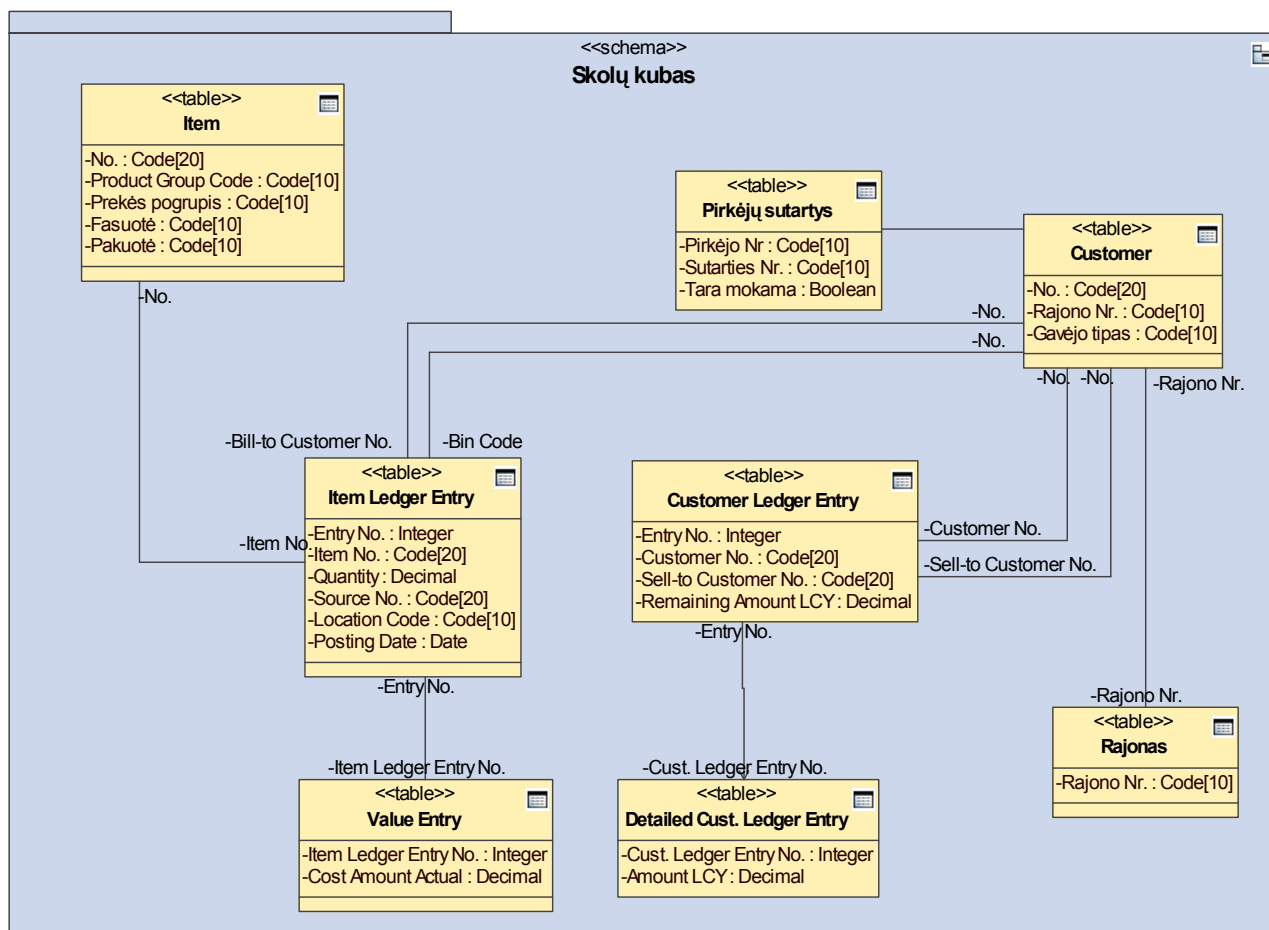 <<schema>>
Skolų kubas
<<table>>
Item
-No. : Code[20]
-Product Group Code : Code[10]
-Prekės pogrupis : Code[10]
-Fasuotė : Code[10]
-Pakuotė : Code[10]
-No.
<<table>>
Pirkėjų sutartys
-Pirkėjo Nr : Code[10]
-Sutarties Nr. : Code[10]
-Tara mokama : Boolean
<<table>>
Customer
-No. : Code[20]
-Rajono Nr. : Code[10]
-Gavėjo tipas : Code[10]
-No.
-No.
-No.
-No.
-Rajono Nr.
-Bill-to Customer No.
-Bin Code
<<table>>
Item Ledger Entry
-Entry No. : Integer
-Item No. : Code[20]
-Quantity : Decimal
-Source No. : Code[20]
-Location Code : Code[10]
-Posting Date : Date
-Item No
-Entry No.
<<table>>
Customer Ledger Entry
-Entry No. : Integer
-Customer No. : Code[20]
-Sell-to Customer No. : Code[20]
-Remaining Amount LCY : Decimal
-Customer No.
-Sell-to Customer No.
-Entry No.
-Item Ledger Entry No.
<<table>>
Value Entry
-Item Ledger Entry No. : Integer
-Cost Amount Actual : Decimal
-Cust. Ledger Entry No.
<<table>>
Detailed Cust. Ledger Entry
-Cust. Ledger Entry No. : Integer
-Amount LCY : Decimal
-Rajono Nr.
<<table>>
Rajonas
-Rajono Nr. : Code[10]